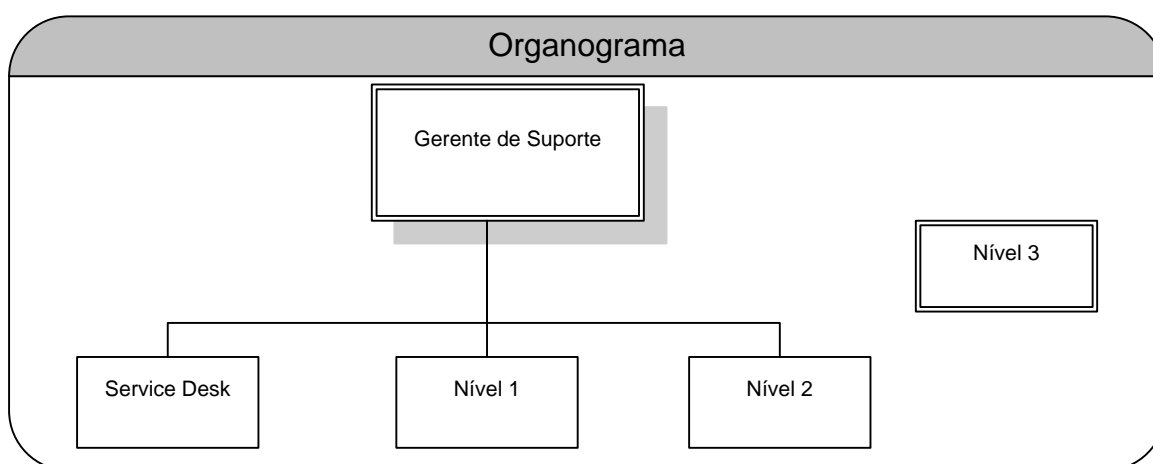 Organograma
Gerente de Suporte
Nível 3
Service Desk
Nível 1
Nível 2